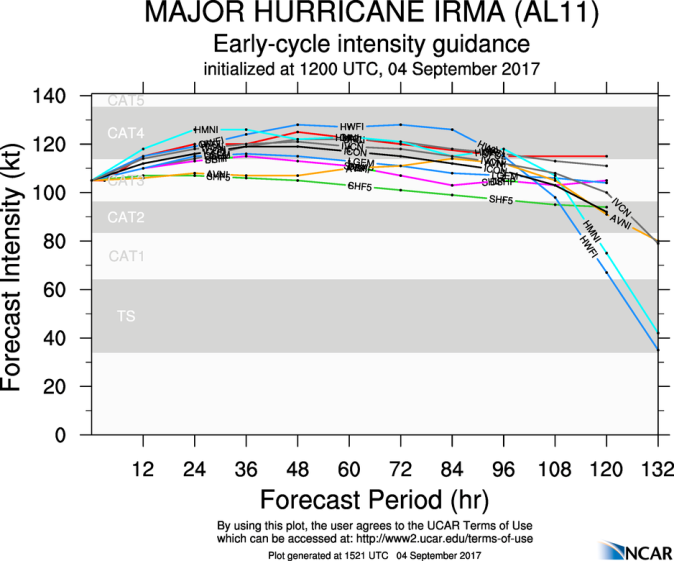 MAJOR HURRICANE IRMA (AL11)
Early-cycle intensity guidance
initialized at 1200 UTC, 04 September 2017
Forecast Intensity (kt)
140
120
100
80
60
40
20
0
CAT5
CAT4
CAT3
CAT2
CAT1
TS
HMNI
HWFI
AVNI
SHF5
HWFI
IVCN
ICON
LGEM
SHF5
ICON
SHF5
IVCN
AVNI
HMNI
HWFI
12 24 36 48 60 72 84 96 108 120 132
Forecast Period (hr)
By using this plot, the user agrees to the UCAR Terms of Use
which can be accessed at: http://www2.ucar.edu/terms-of-use
Plot generated at 1521 UTC 04 September 2017
NCAR